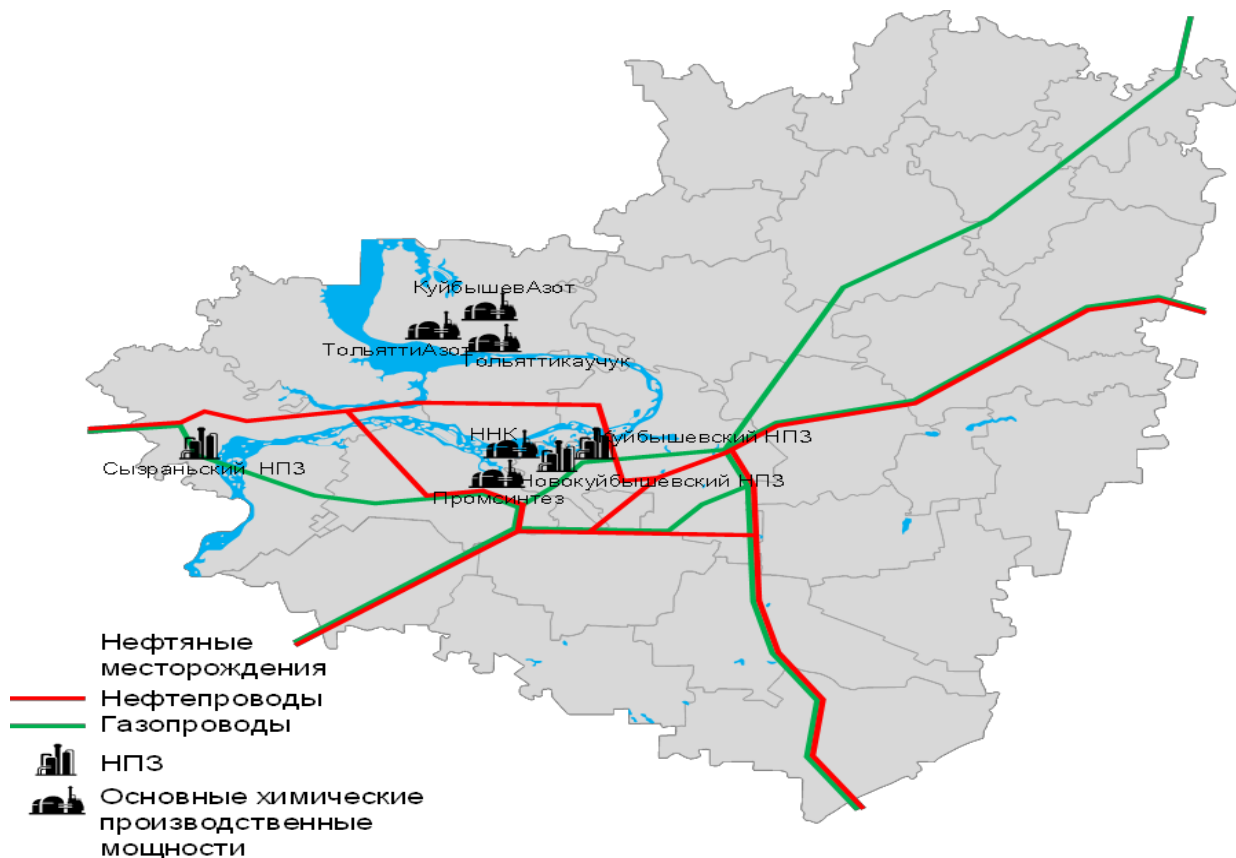 КуйбышевАзот
ТольяттиАзот
Тольяттикаучук
ННК
Куйбышевский НПЗ
Сызраньский НПЗ
Новокуйбышевский НПЗ
Промсинтез
Нефтяные
месторождения
Нефтепроводы
Газопроводы
НПЗ
Основные химические
производственные
мощности